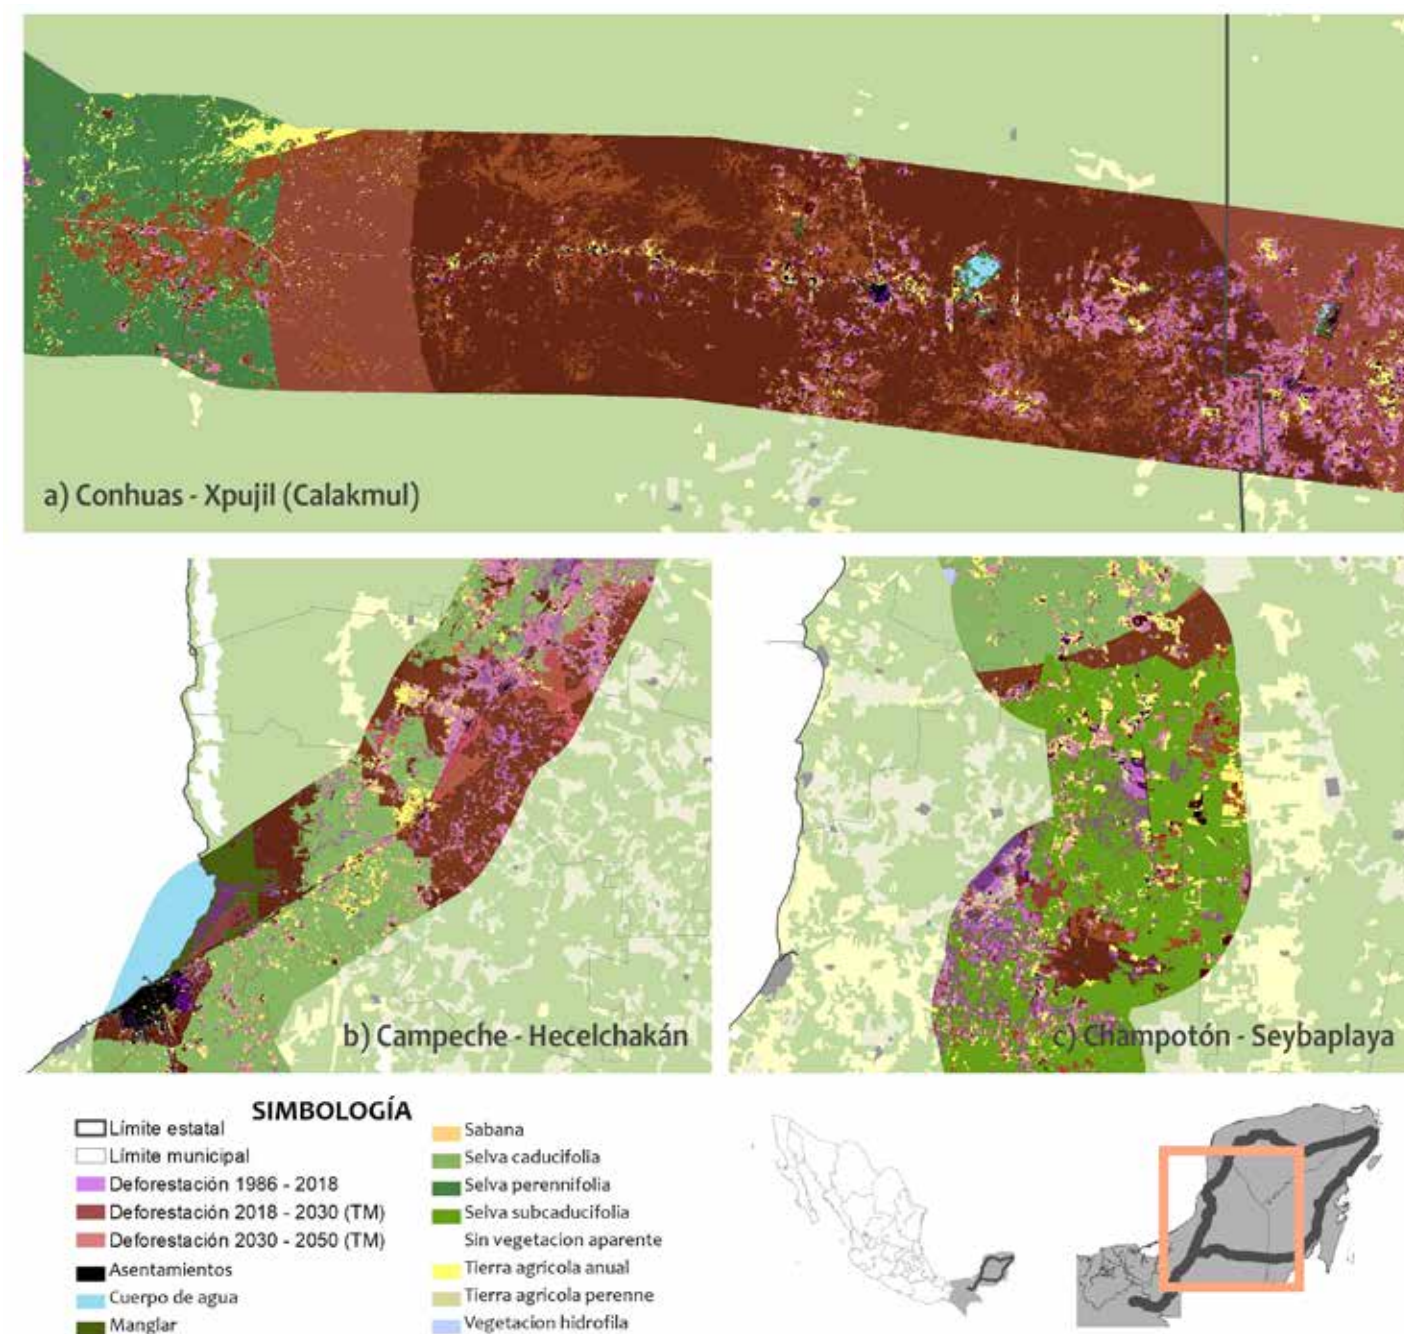 a) Conhuas - Xpujil (Calakmul)
b) Campeche - Hecelchakán
c) Champotón - Seybaplaya
SIMBOLOGÍA
Límite estatal
Límite municipal
Deforestación 1986 - 2018
Deforestación 2018 - 2030 (TM)
Deforestación 2030 - 2050 (TM)
Asentamientos
Cuerpo de agua
Manglar
Sabana
Selva caducifolia
Selva perennifolia
Selva subcaducifolia
Sin vegetacion aparente
Tierra agrícola anual
Tierra agrícola perenne
Vegetacion hidrofila